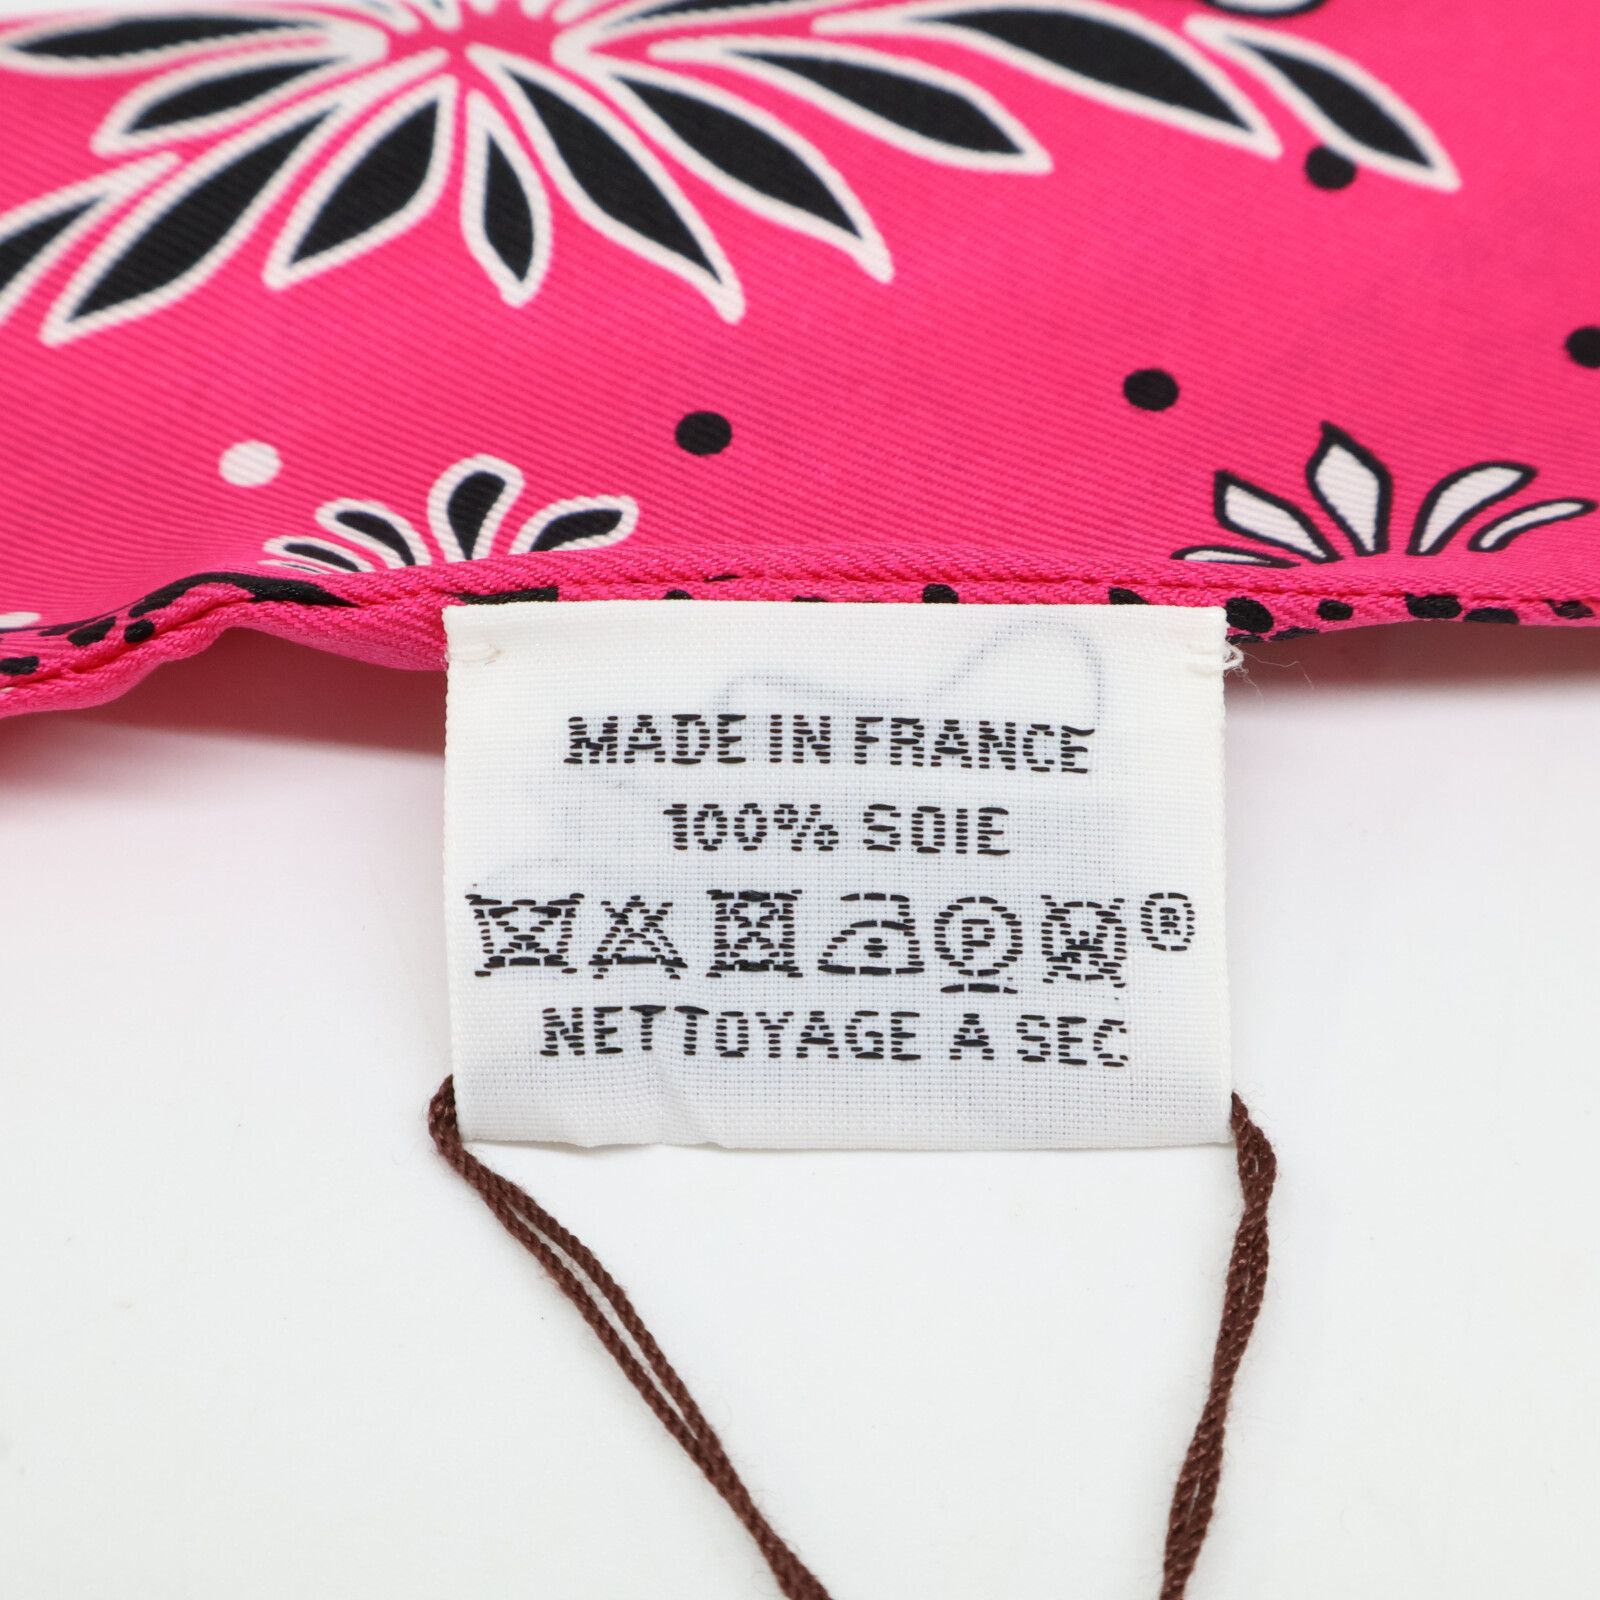 MADE IN FRANCE
100% SOIE
P W ®
NETTOYAGE A SEC